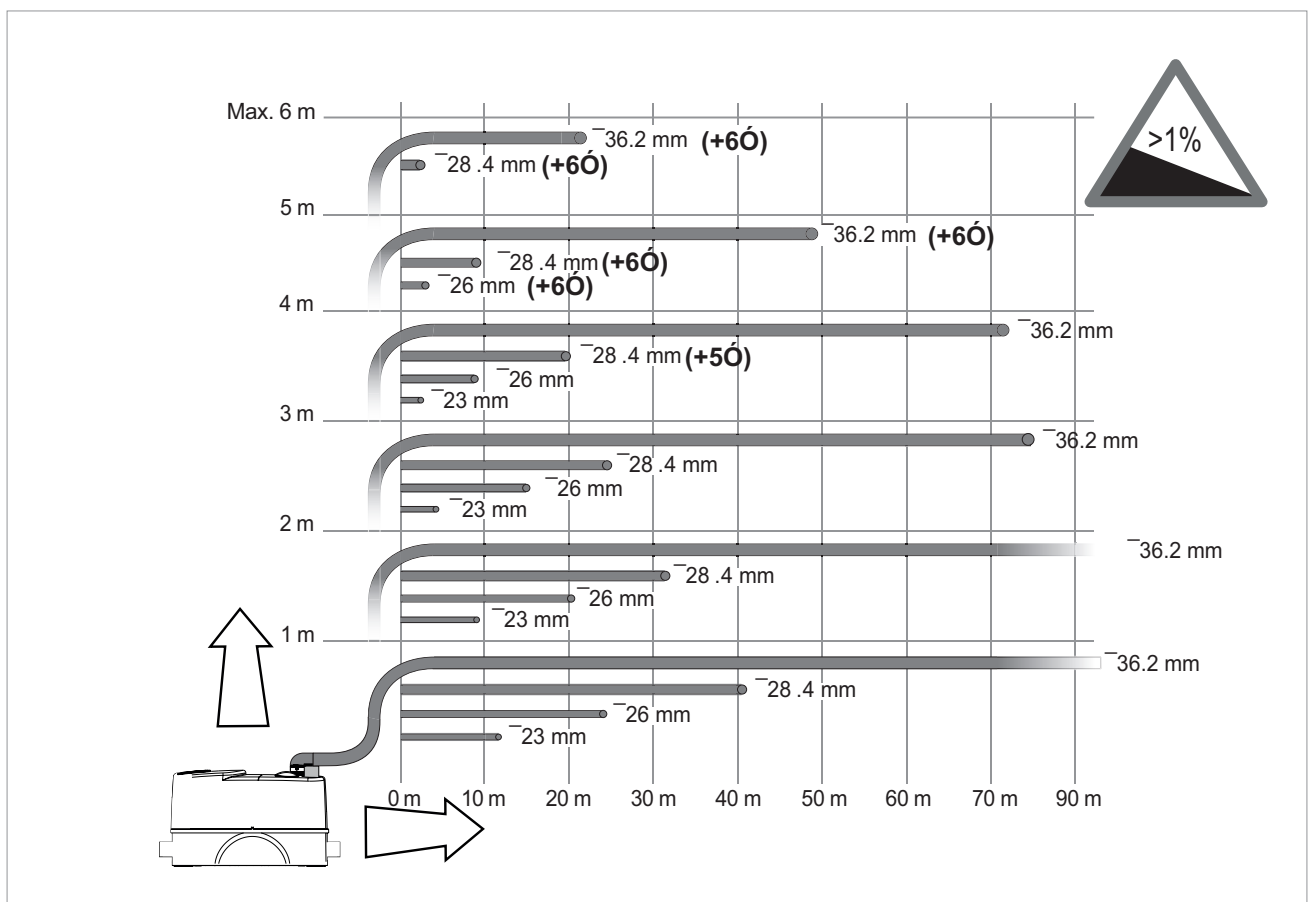 Max. 6 m
¯36.2 mm (+6Ó)
>1%
¯28 .4 mm (+6Ó)
5 m
¯36.2 mm (+6Ó)
¯28 .4 mm (+6Ó)
¯26 mm (+6Ó)
4 m
¯36.2 mm
¯28 .4 mm (+5Ó)
¯26 mm
¯23 mm
3 m
¯36.2 mm
¯28 .4 mm
¯26 mm
¯23 mm
2 m
¯36.2 mm
¯28 .4 mm
¯26 mm
¯23 mm
1 m
¯36.2 mm
¯28 .4 mm
¯26 mm
¯23 mm
0 m 10 m 20 m 30 m 40 m 50 m 60 m 70 m 90 m